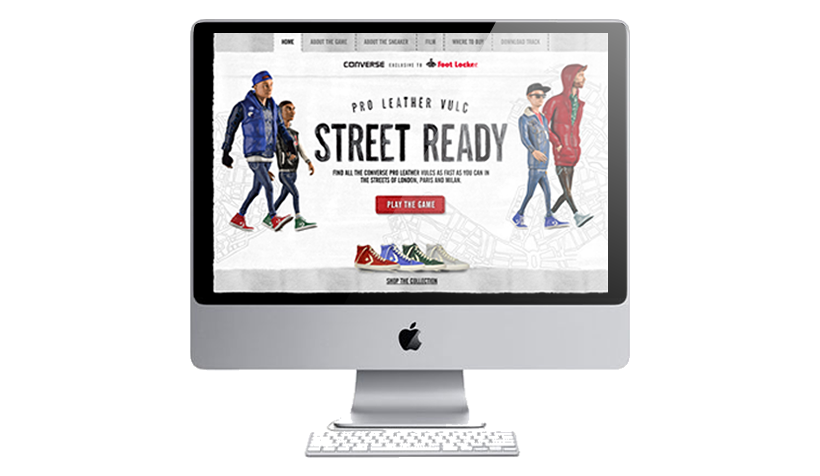 HOME ABOUT THE GAME ABOUT THE SNEAKER FILM WHERE TO BUY DOWNLOAD TRACK
CONVERSE EXCLUSIVE TO Foot Locker
PRO LEATHER VULC
STREET READY
FIND ALL THE CONVERSE PRO LEATHER VULCS AS FAST AS YOU CAN IN
THE STREETS OF LONDON, PARIS AND MILAN.
PLAY THE GAME
SHOP THE COLLECTION